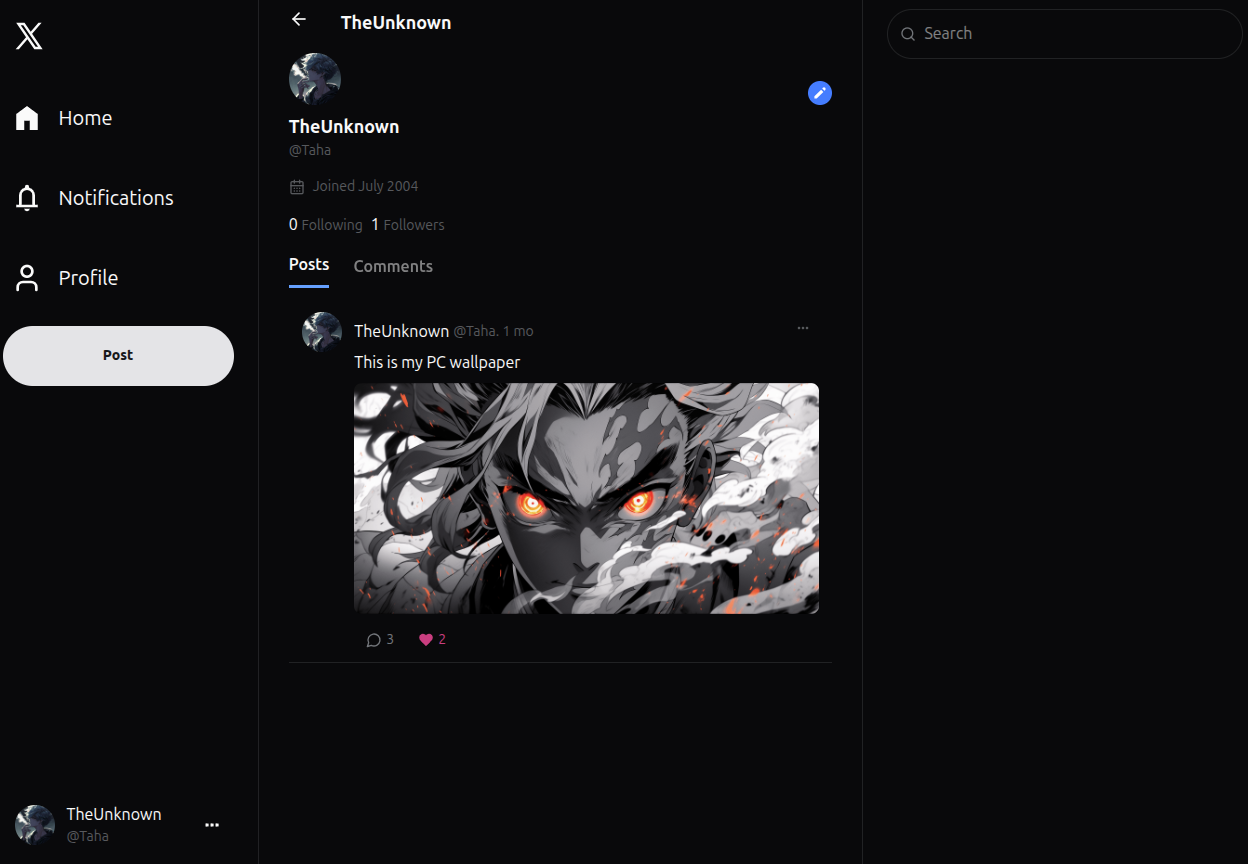 Home
Notifications
Profile
Post
TheUnknown
@Taha
TheUnknown
TheUnknown
@Taha
Joined July 2004
0 Following 1 Followers
Posts Comments
TheUnknown @Taha. 1 mo
This is my PC wallpaper
3 2
Search